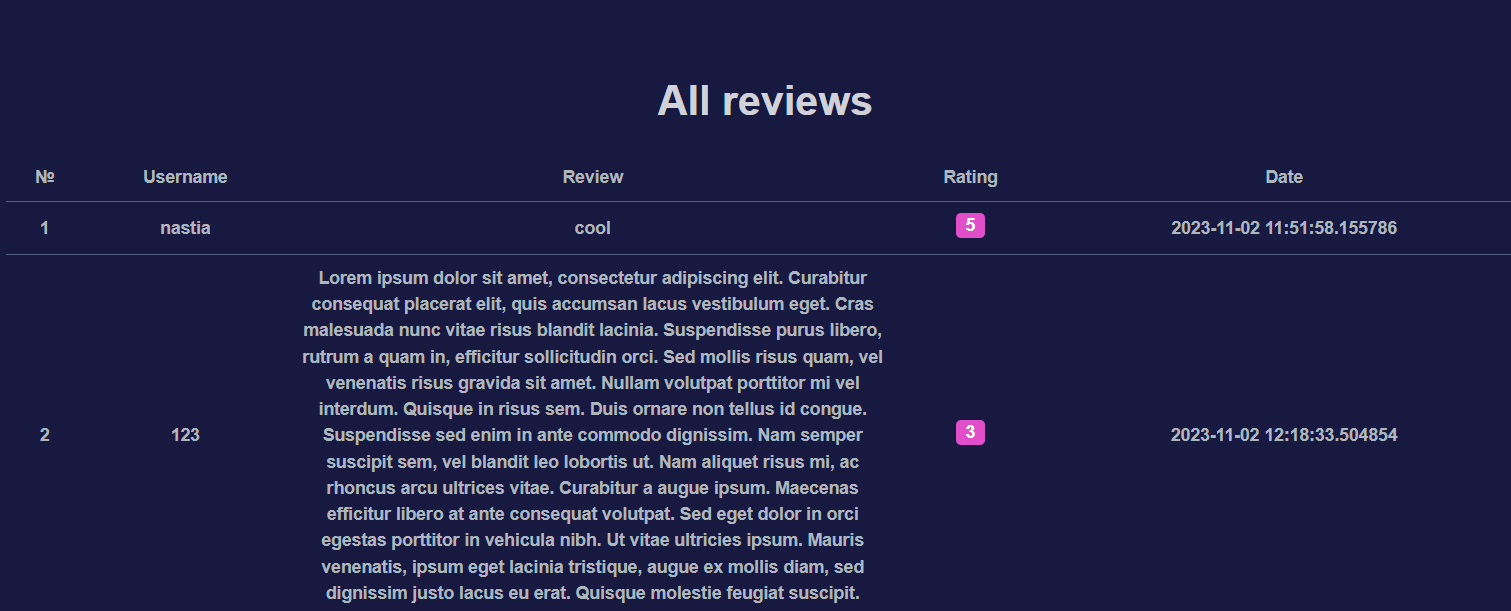 All reviews
№ Username Review Rating Date
1 nastia cool 5 2023-11-02 11:51:58.155786
Lorem ipsum dolor sit amet, consectetur adipiscing elit. Curabitur
consequat placerat elit, quis accumsan lacus vestibulum eget. Cras
malesuada nunc vitae risus blandit lacinia. Suspendisse purus libero,
rutrum a quam in, efficitur sollicitudin orci. Sed mollis risus quam, vel
venenatis risus gravida sit amet. Nullam volutpat porttitor mi vel
interdum. Quisque in risus sem. Duis ornare non tellus id congue.
2 123 Suspendisse sed enim in ante commodo dignissim. Nam semper 3 2023-11-02 12:18:33.504854
suscipit sem, vel blandit leo lobortis ut. Nam aliquet risus mi, ac
rhoncus arcu ultrices vitae. Curabitur a augue ipsum. Maecenas
efficitur libero at ante consequat volutpat. Sed eget dolor in orci
egestas porttitor in vehicula nibh. Ut vitae ultricies ipsum. Mauris
venenatis, ipsum eget lacinia tristique, augue ex mollis diam, sed
dignissim justo lacus eu erat. Quisque molestie feugiat suscipit.